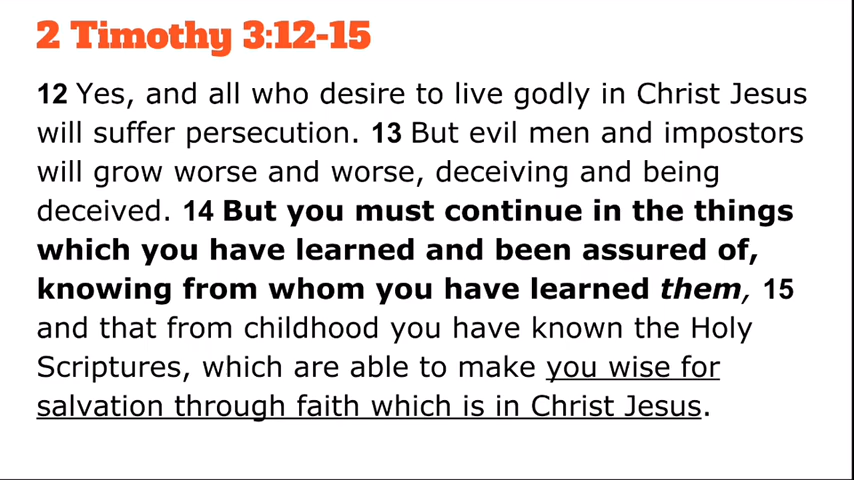 2 Timothy 3:12-15
12 Yes, and all who desire to live godly in Christ Jesus
will suffer persecution. 13 But evil men and impostors
will grow worse and worse, deceiving and being
deceived. 14 But you must continue in the things
which you have learned and been assured of,
knowing from whom you have learned them, 15
and that from childhood you have known the Holy
Scriptures, which are able to make you wise for
salvation through faith which is in Christ Jesus.